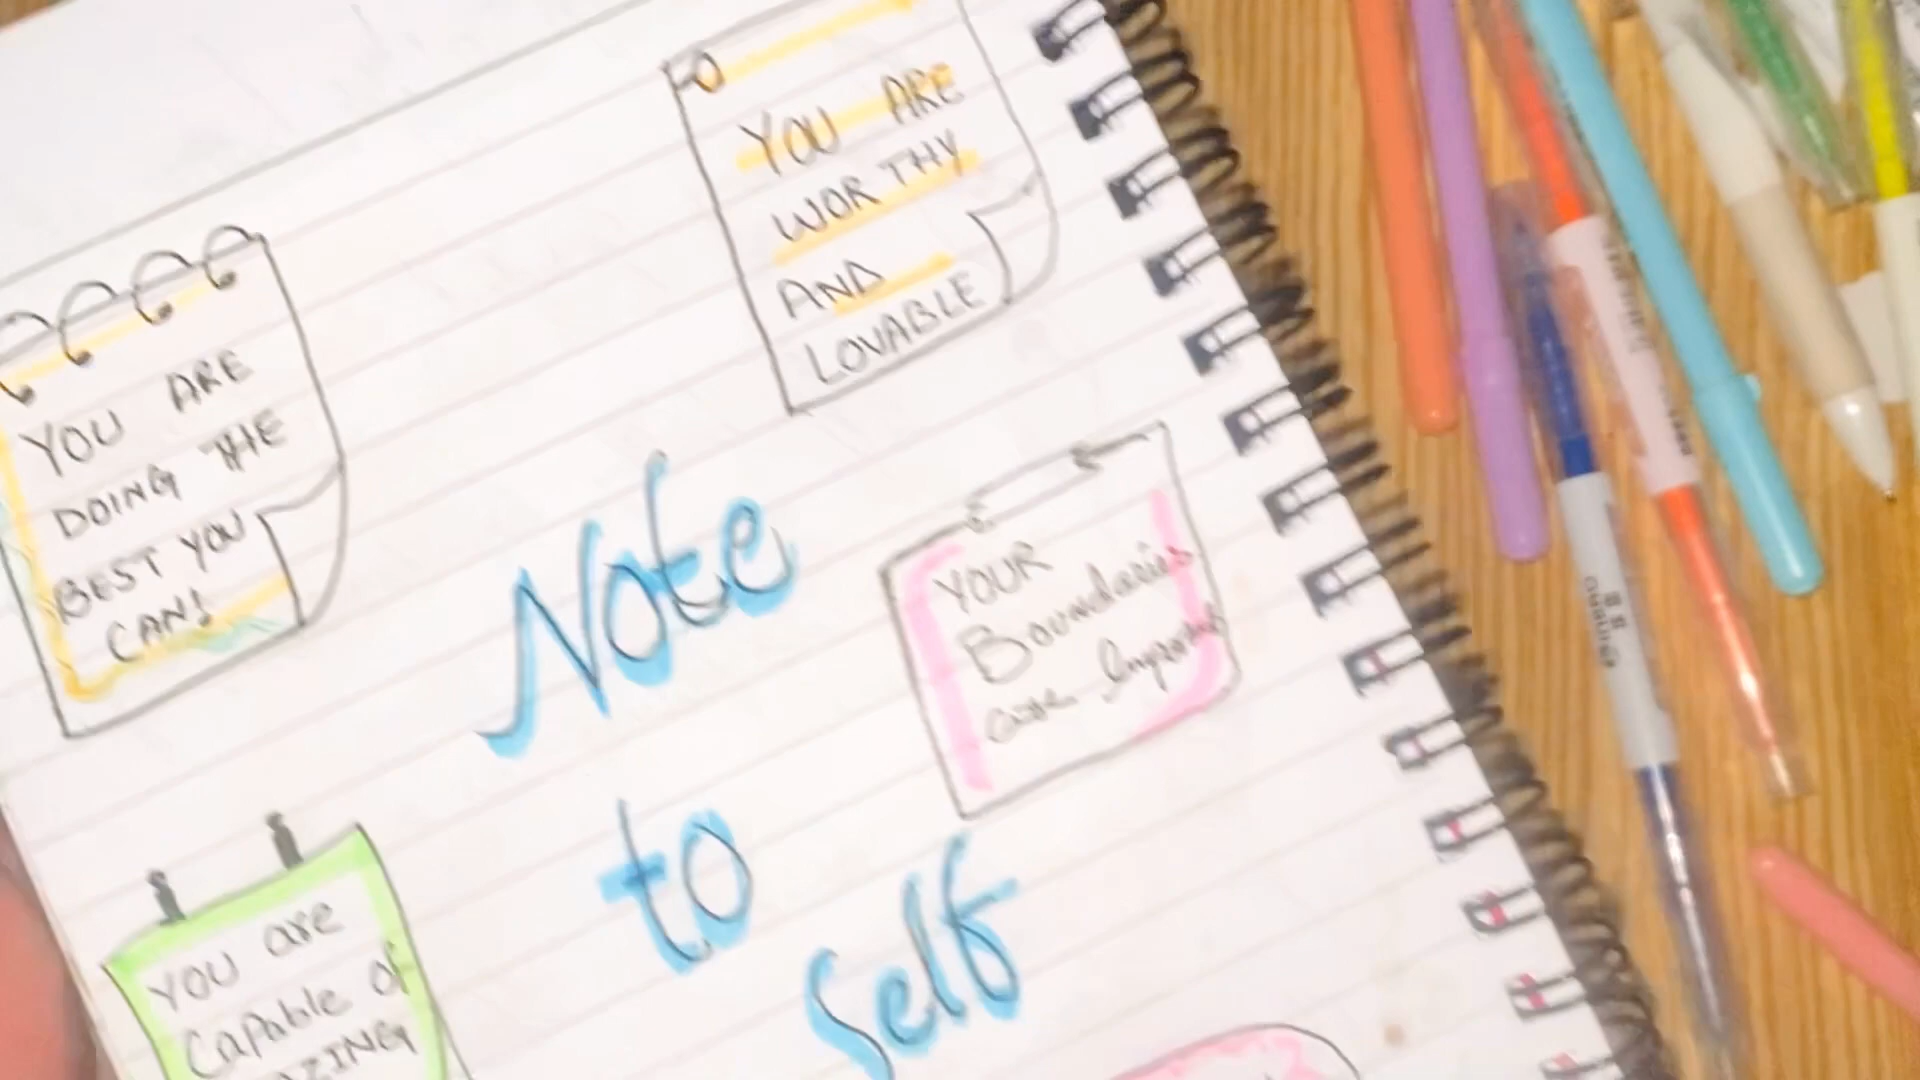 YOU ARE
WORTHY
AND
LOVABLE
YOU ARE
DOING THE
BEST YOU
CAN!
Note
to
Self
YOUR
Boundaries
are
YOU are
Capable of